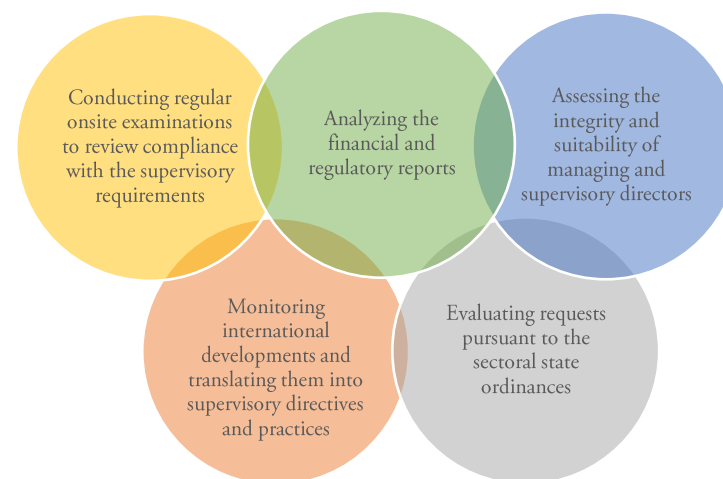 Conducting regular
onsite examinations
to review compliance
with the supervisory
requirements
Analyzing the
financial and
regulatory reports
Assessing the
integrity and
suitability of
managing and
supervisory directors
Monitoring
international
developments and
translating them into
supervisory directives
and practices
Evaluating requests
pursuant to the
sectoral state
ordinances